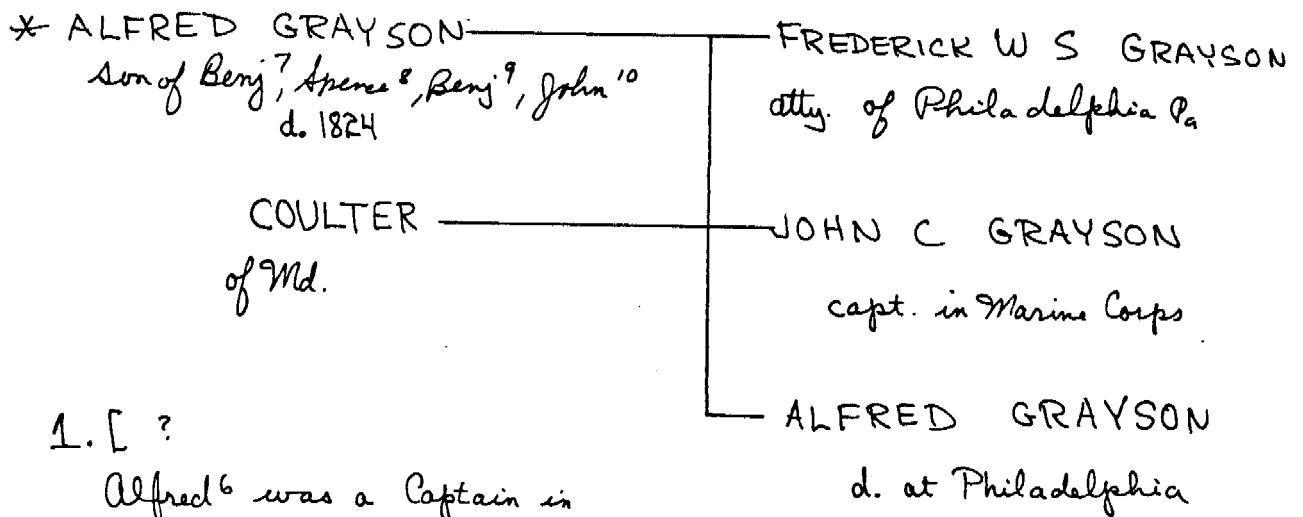 * ALFRED GRAYSON
son of Benj⁷, Spence⁸, Benj⁹, John¹⁰
d. 1824
COULTER
of Md.
FREDERICK W S GRAYSON
atty. of Philadelphia Pa
JOHN C GRAYSON
capt. in Marine Corps
ALFRED GRAYSON
d. at Philadelphia
1. [ ?
Alfred⁶ was a Captain in